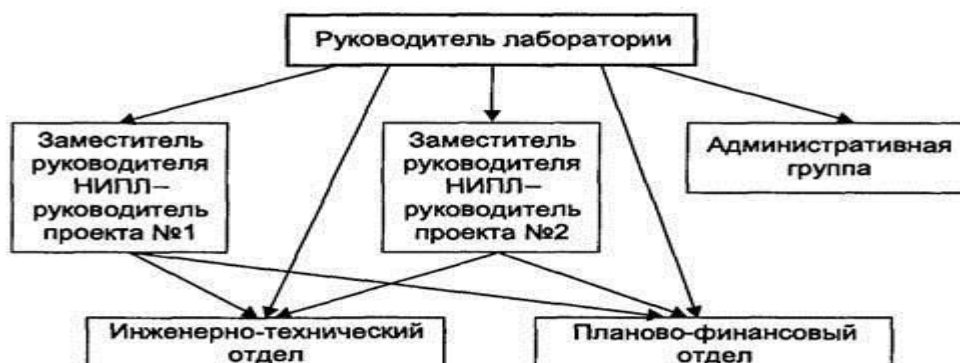 Руководитель лаборатории
Заместитель
руководителя
НИПЛ–
руководитель
проекта №1
Заместитель
руководителя
НИПЛ–
руководитель
проекта №2
Административная
группа
Инженерно-технический
отдел
Планово-финансовый
отдел